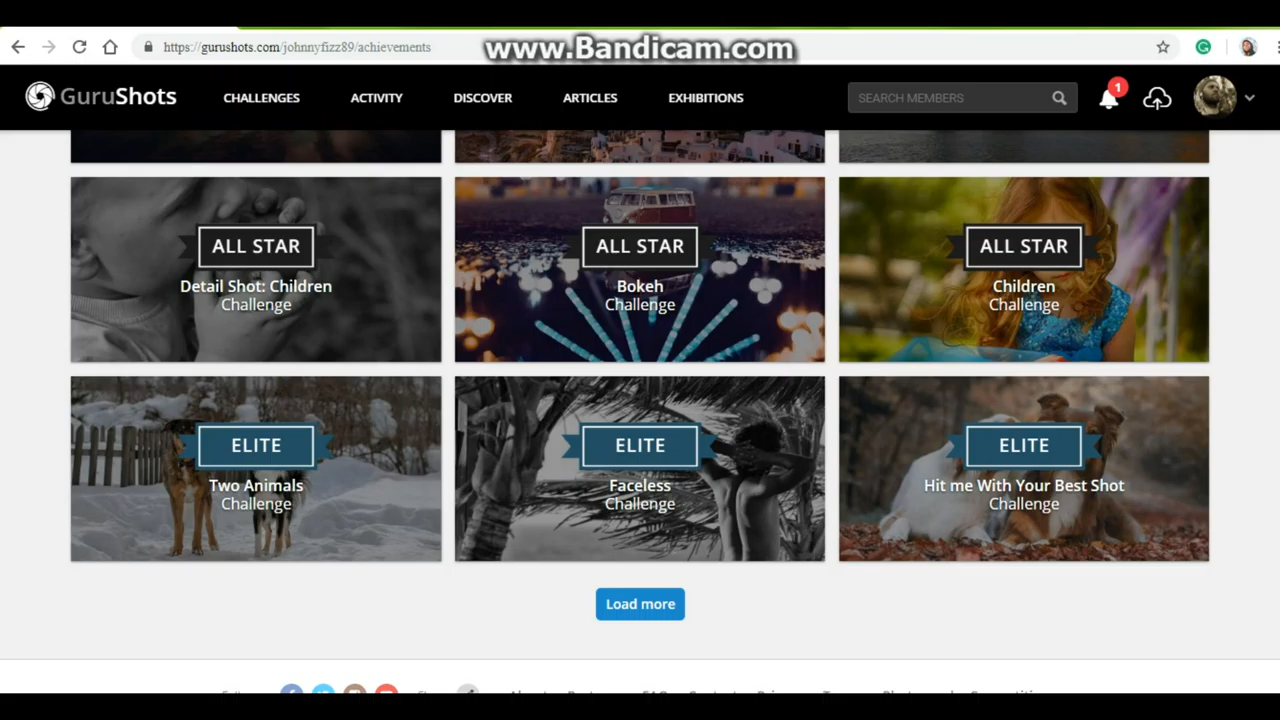 https://gurushots.com/johnnyfizz89/achievements
www.Bandicam.com
GuruShots
CHALLENGES
ACTIVITY
DISCOVER
ARTICLES
EXHIBITIONS
SEARCH MEMBERS
1
ALL STAR
Detail Shot: Children
Challenge
ALL STAR
Bokeh
Challenge
ALL STAR
Children
Challenge
ELITE
Two Animals
Challenge
ELITE
Faceless
Challenge
ELITE
Hit me With Your Best Shot
Challenge
Load more